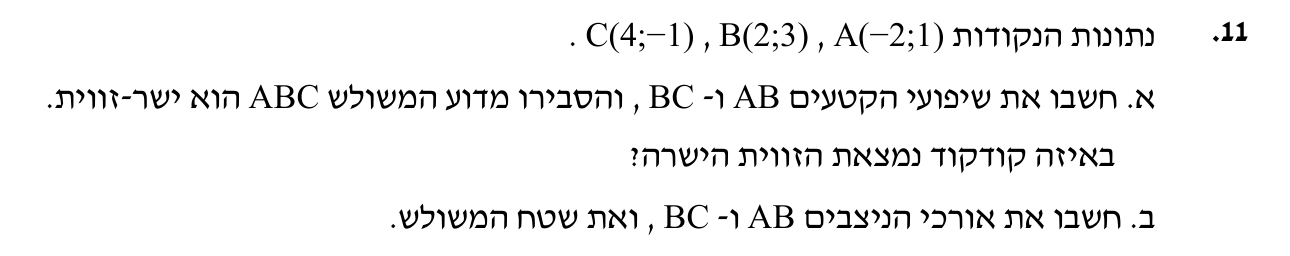 11. נתונות הנקודות A(−2;1) , B(2;3) , C(4;−1) .
א. חשבו את שיפועי הקטעים AB ו- BC , והסבירו מדוע המשולש ABC הוא ישר-זווית.
באיזה קודקוד נמצאת הזווית הישרה?
ב. חשבו את אורכי הניצבים AB ו- BC , ואת שטח המשולש.